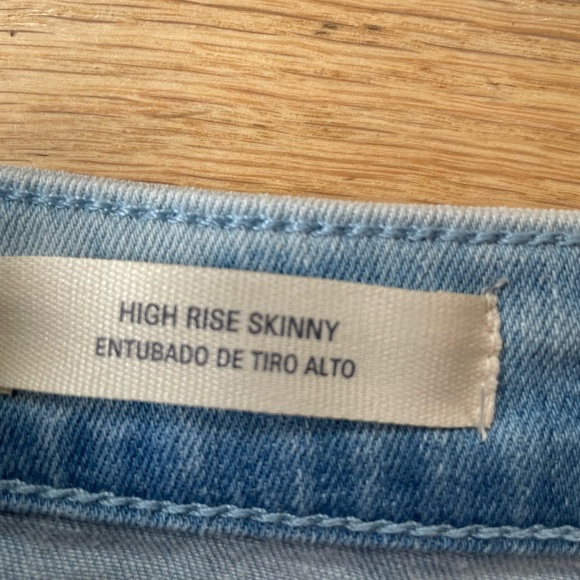 HIGH RISE SKINNY
ENTUBADO DE TIRO ALTO